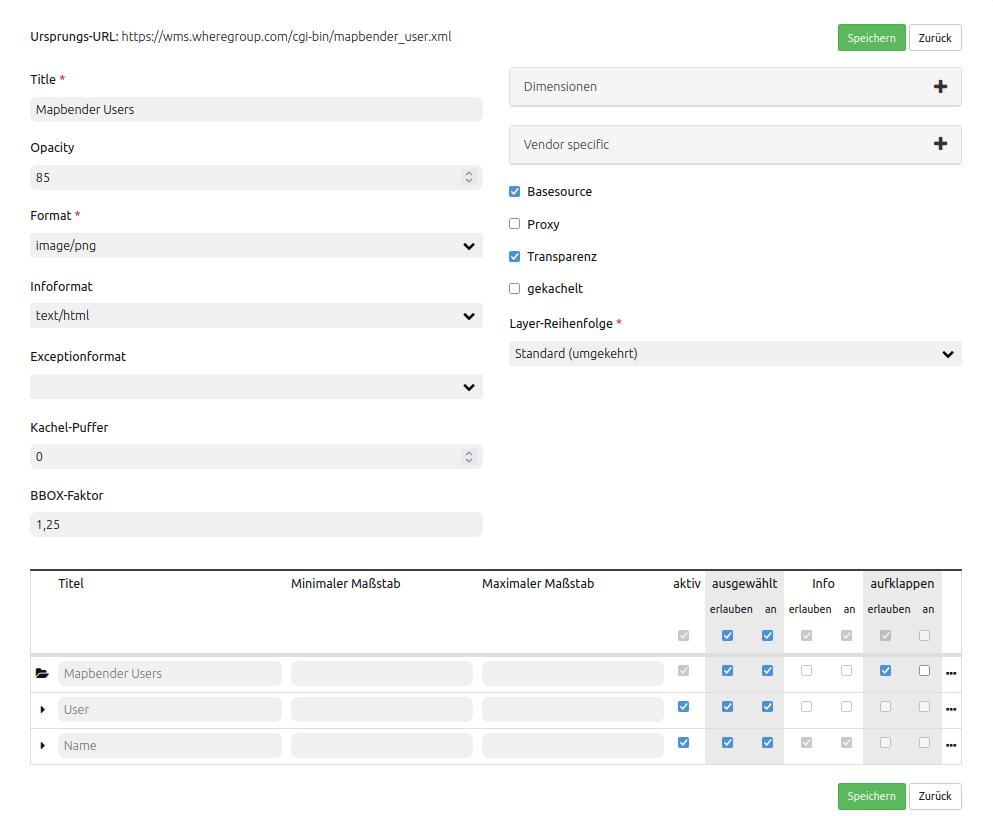 Ursprungs-URL: https://wms.wheregroup.com/cgi-bin/mapbender_user.xml
Speichern Zurück
Title *
Mapbender Users
Opacity
85
Format *
image/png
Infoformat
text/html
Exceptionformat
Kachel-Puffer
0
BBOX-Faktor
1,25
Dimensionen
Vendor specific
Basesource
Proxy
Transparenz
gekachelt
Layer-Reihenfolge *
Standard (umgekehrt)
Titel Minimaler Maßstab Maximaler Maßstab aktiv ausgewählt Info aufklappen
erlauben an erlauben an erlauben an
Mapbender Users
User
Name
Speichern Zurück